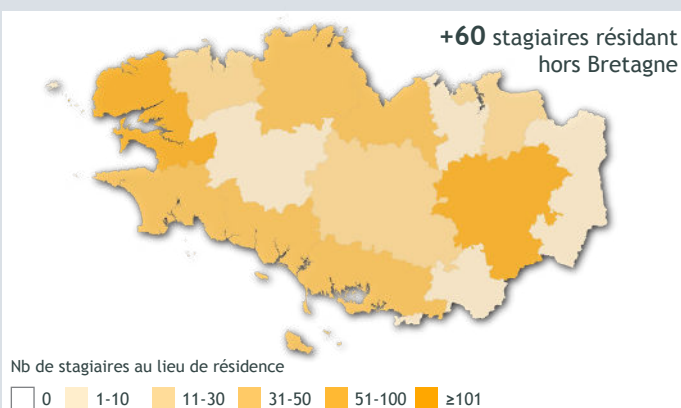 +60 stagiaires résidant
hors Bretagne
Nb de stagiaires au lieu de résidence
0 1-10 11-30 31-50 51-100 ≥101